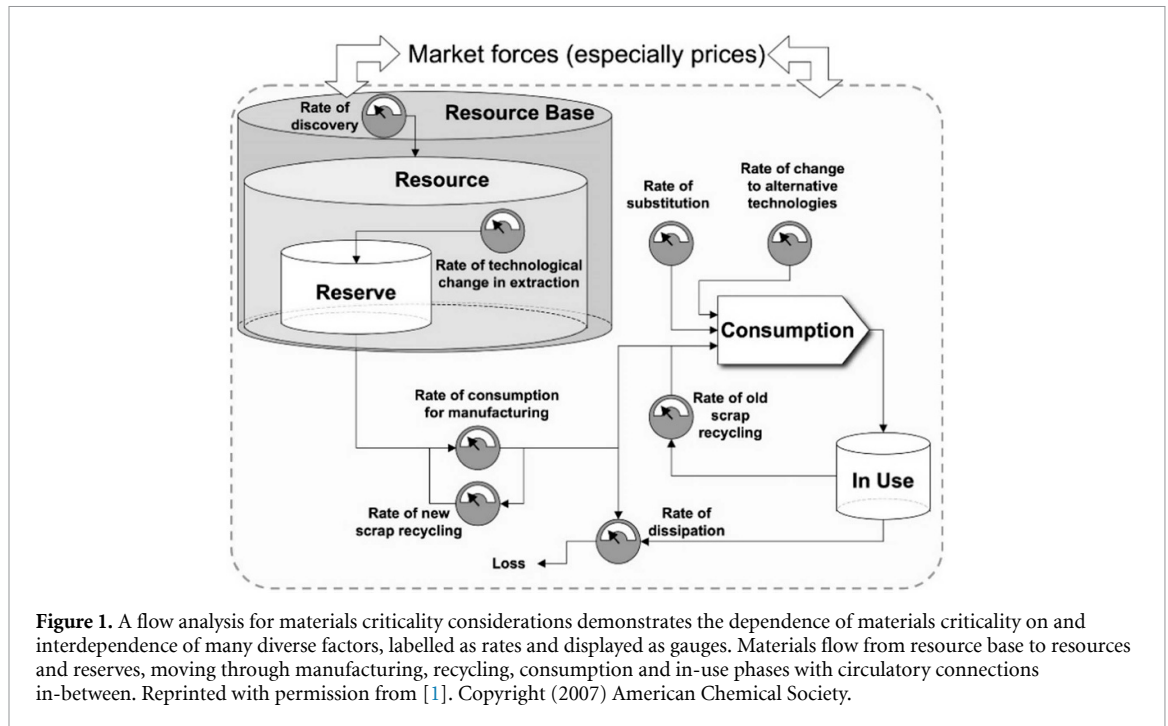 Market forces (especially prices)
Rate of
discovery
Resource Base
Resource
Rate of technological
change in extraction
Reserve
Rate of
substitution
Rate of change
to alternative
technologies
Consumption
Rate of consumption
for manufacturing
Rate of old
scrap
recycling
In Use
Rate of new
scrap recycling
Rate of
dissipation
Loss
Figure 1. A flow analysis for materials criticality considerations demonstrates the dependence of materials criticality on and
interdependence of many diverse factors, labelled as rates and displayed as gauges. Materials flow from resource base to resources
and reserves, moving through manufacturing, recycling, consumption and in-use phases with circulatory connections
in-between. Reprinted with permission from [1]. Copyright (2007) American Chemical Society.